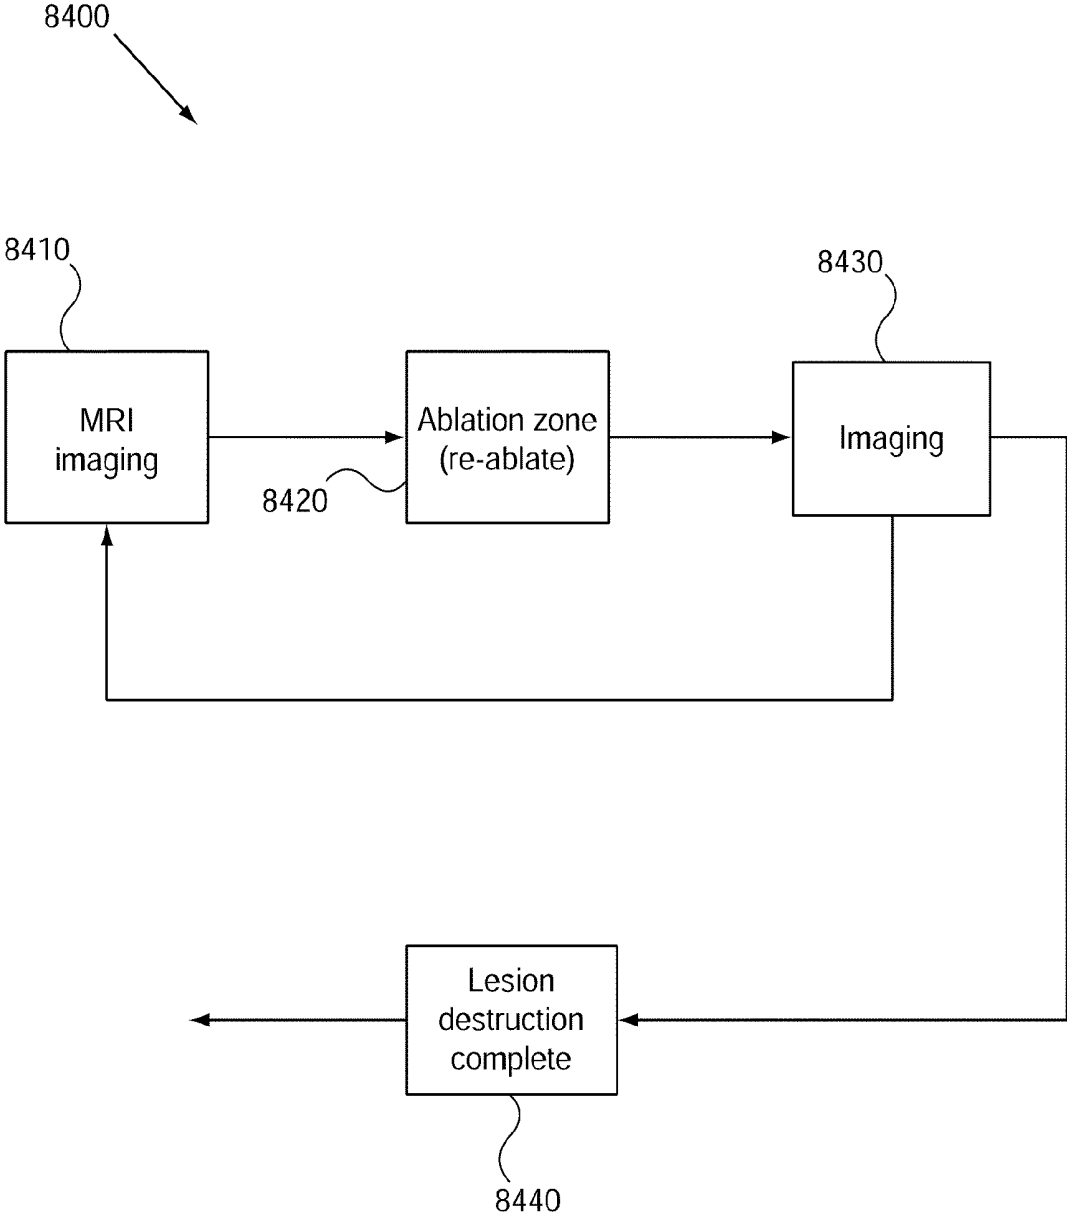 8400
8410
8430
MRI
imaging
Ablation zone
(re-ablate)
Imaging
8420
Lesion
destruction
complete
8440